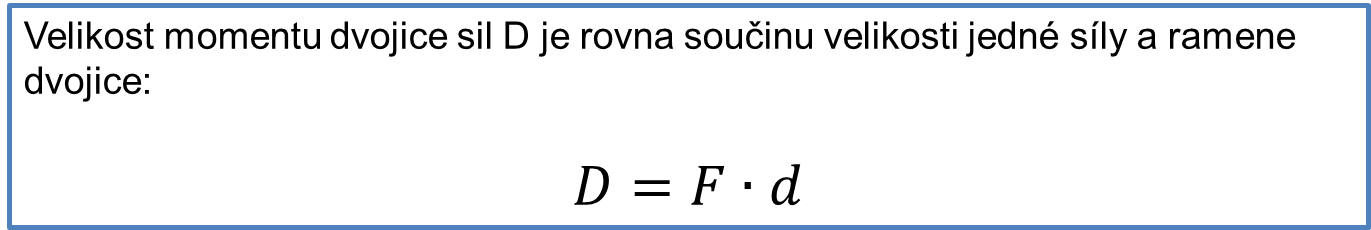 Velikost momentu dvojice sil D je rovna součinu velikosti jedné síly a ramene
dvojice:
D = F · d